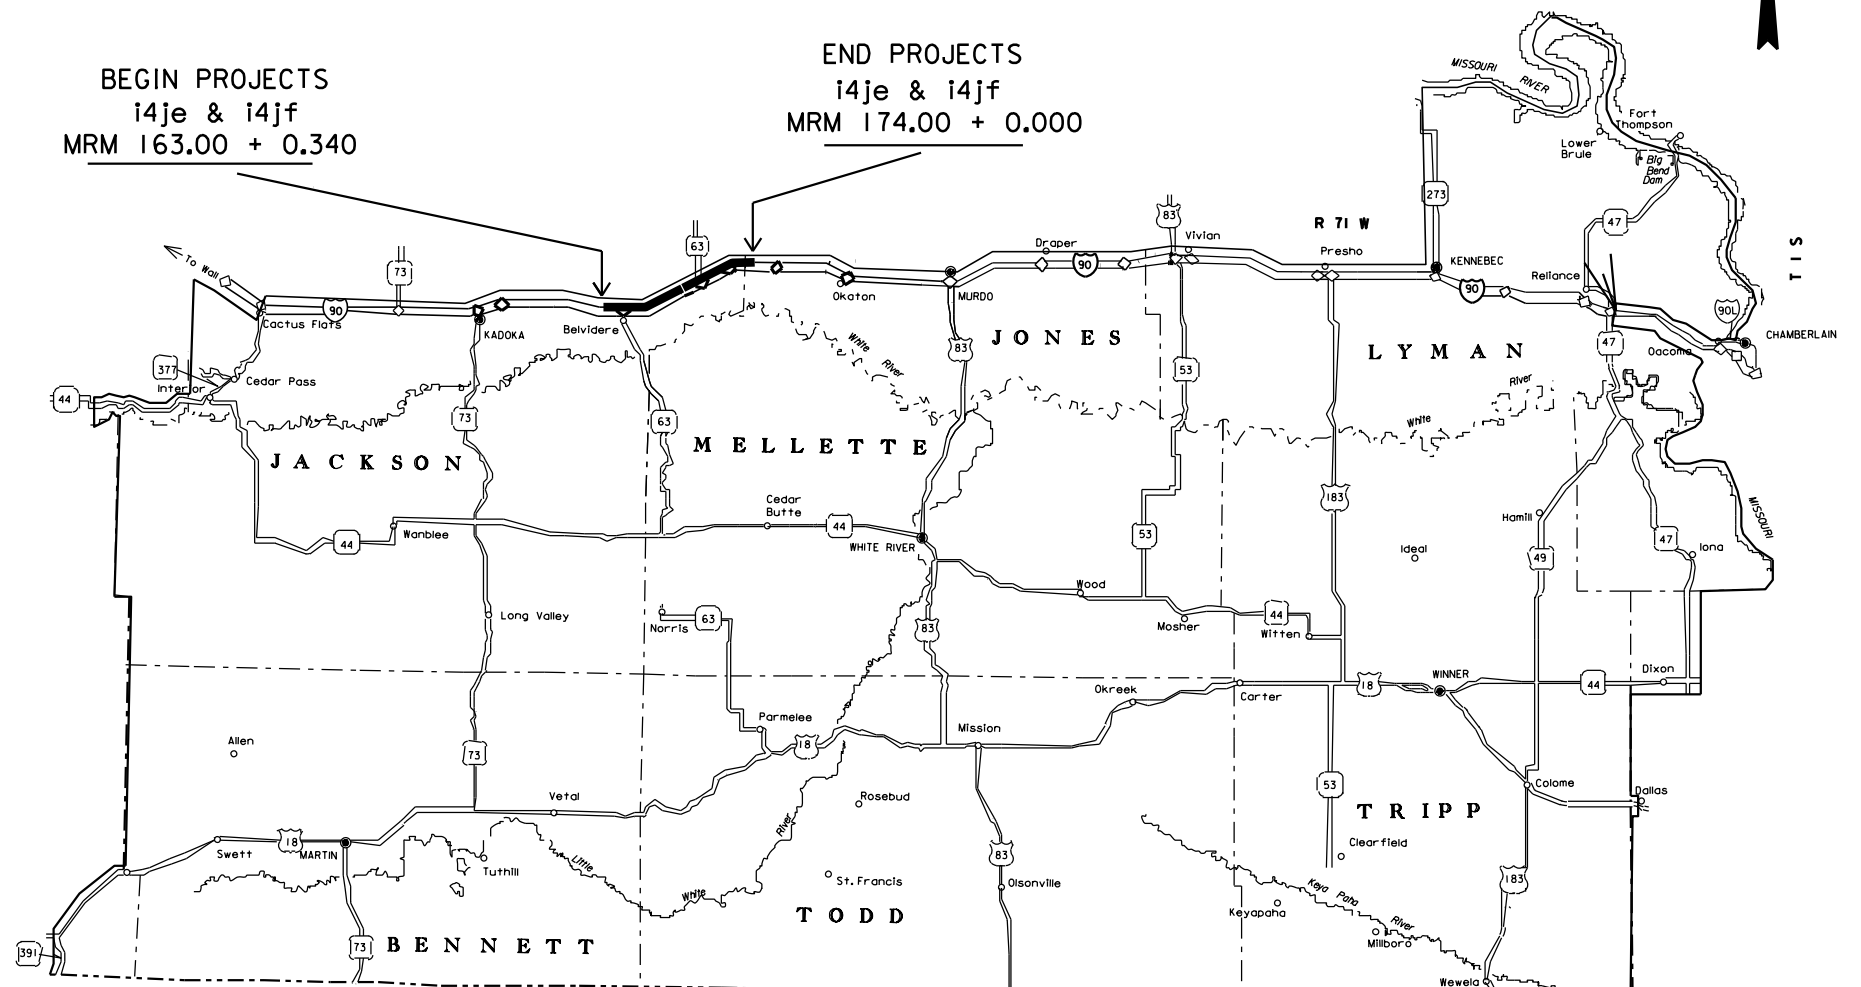 BEGIN PROJECTS
i4je & i4jf
MRM 163.00 + 0.340
END PROJECTS
i4je & i4jf
MRM 174.00 + 0.000
MISSOURI
RIVER
Fort
Thompson
Lower
Brule
Big
Bend
Dam
273
47
83
R 71 W
TIS
63
73
To Wall
Draper
Vivian
Presho
KENNEBEC
90
Reliance
90
Okaton
MURDO
90
Cactus Flats
KADOKA
Belvidere
90L
CHAMBERLAIN
Oacoma
47
JONES
LYMAN
White
River
83
53
377
Interior
Cedar Pass
44
River
White
73
63
MELLETTE
JACKSON
Cedar
Butte
44
WHITE RIVER
183
Hamill
MISSOURI
44
Wanblee
53
Ideal
49
47
Iona
Wood
Long Valley
Norris
63
83
Mosher
44
Witten
Okreek
Carter
18
WINNER
44
Dixon
Parmelee
18
Mission
Allen
73
Vetal
Rosebud
53
Colome
Dallas
TRIPP
River
Swett
18
MARTIN
Tuthill
Little
White
St. Francis
83
Olsonville
Clearfield
183
Keya Paha
River
Keyapaha
Millboro
TODD
391
73
BENNETT
Wewela